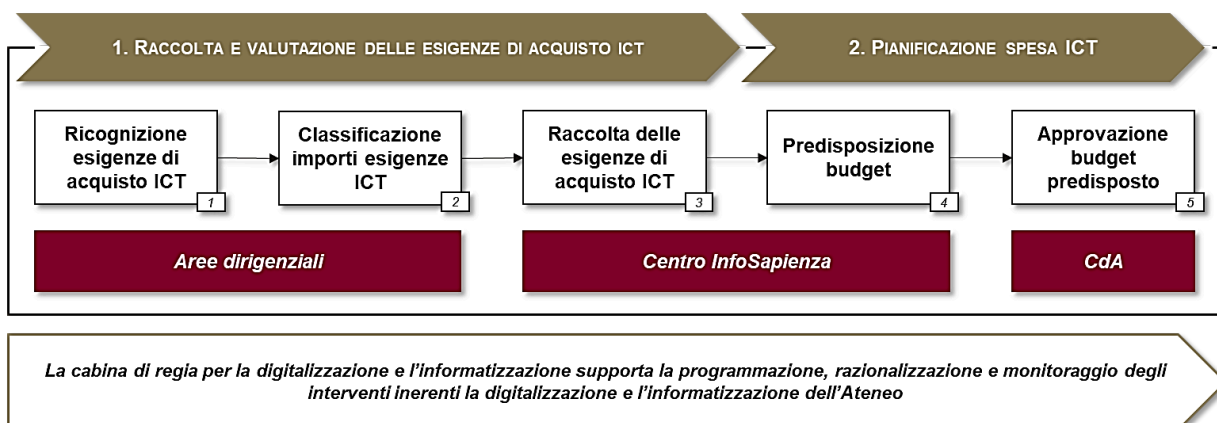 1. RACCOLTA E VALUTAZIONE DELLE ESIGENZE DI ACQUISTO ICT
2. PIANIFICAZIONE SPESA ICT
Ricognizione
esigenze di
acquisto ICT
1
Classificazione
importi esigenze
ICT
2
Raccolta delle
esigenze di
acquisto ICT
3
Predisposizione
budget
4
Approvazione
budget
predisposto
5
Aree dirigenziali
Centro InfoSapienza
CdA
La cabina di regia per la digitalizzazione e l'informatizzazione supporta la programmazione, razionalizzazione e monitoraggio degli
interventi inerenti la digitalizzazione e l'informatizzazione dell'Ateneo